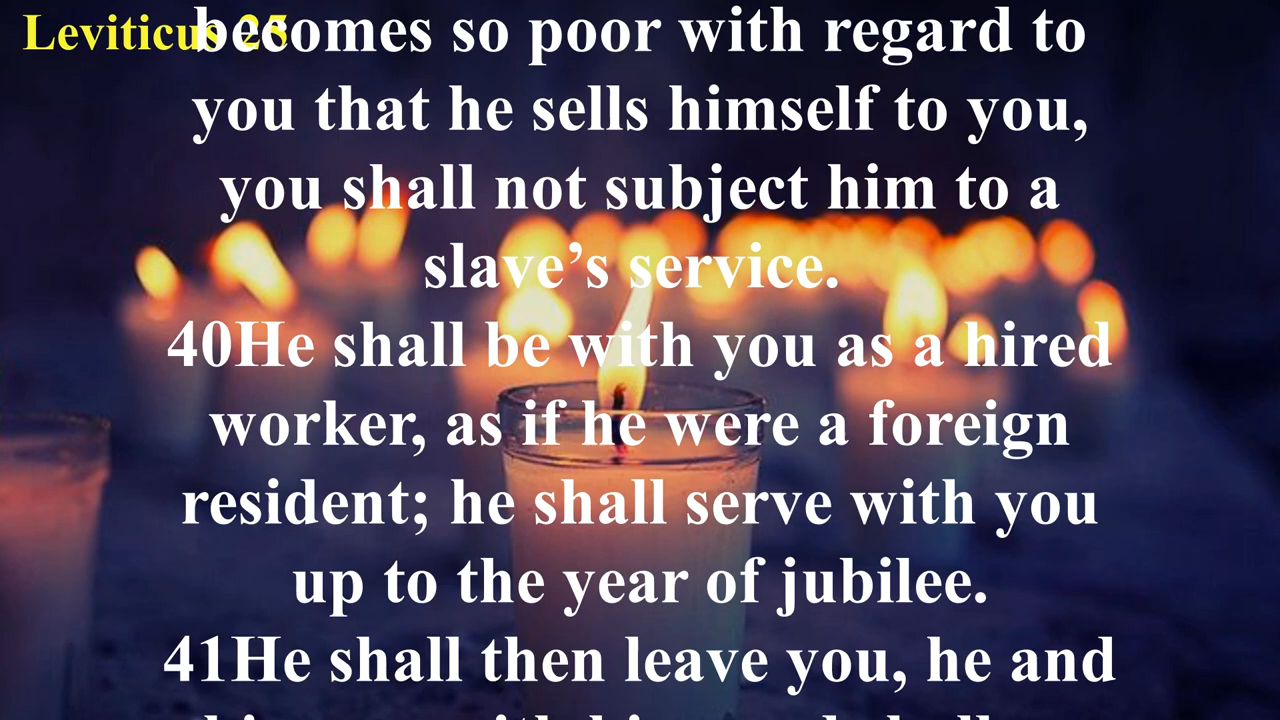 Leviticus 25
becomes so poor with regard to
you that he sells himself to you,
you shall not subject him to a
slave’s service.
40He shall be with you as a hired
worker, as if he were a foreign
resident; he shall serve with you
up to the year of jubilee.
41He shall then leave you, he and